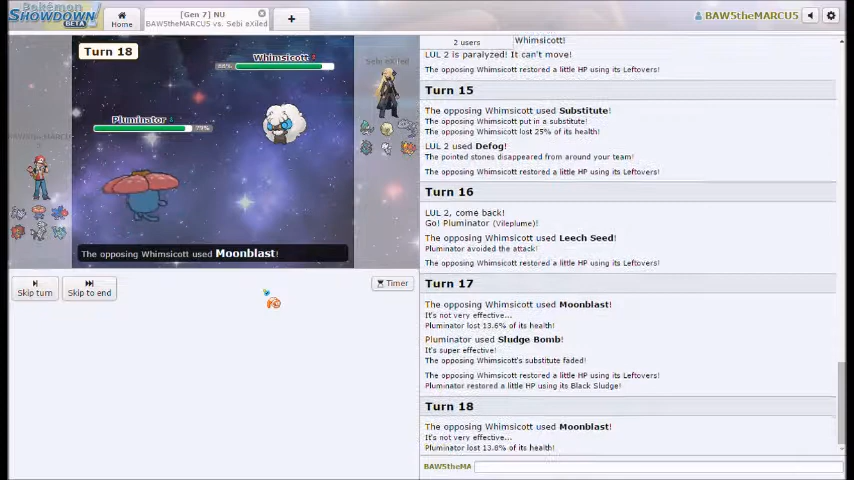 Pokémon
SHOWDOWN!
BETA
Home
[Gen 7] NU
BAW5theMARCUS vs. Sebi eXiled
+
BAW5theMARCUS
Turn 18
Whimsicott
88%
Pluminator
79%
Sebi eXiled
BAW5theMARCUS
The opposing Whimsicott used Moonblast!
Skip turn
Skip to end
Timer
2 users
Whimsicott!
LUL 2 is paralyzed! It can't move!
The opposing Whimsicott restored a little HP using its Leftovers!
Turn 15
The opposing Whimsicott used Substitute!
The opposing Whimsicott put in a substitute!
The opposing Whimsicott lost 25% of its health!
LUL 2 used Defog!
The pointed stones disappeared from around your team!
The opposing Whimsicott restored a little HP using its Leftovers!
Turn 16
LUL 2, come back!
Go! Pluminator (Vileplume)!
The opposing Whimsicott used Leech Seed!
Pluminator avoided the attack!
The opposing Whimsicott restored a little HP using its Leftovers!
Turn 17
The opposing Whimsicott used Moonblast!
It's not very effective...
Pluminator lost 13.6% of its health!
Pluminator used Sludge Bomb!
It's super effective!
The opposing Whimsicott's substitute faded!
The opposing Whimsicott restored a little HP using its Leftovers!
Pluminator restored a little HP using its Black Sludge!
Turn 18
The opposing Whimsicott used Moonblast!
It's not very effective...
Pluminator lost 13.8% of its health!
BAW5theMA